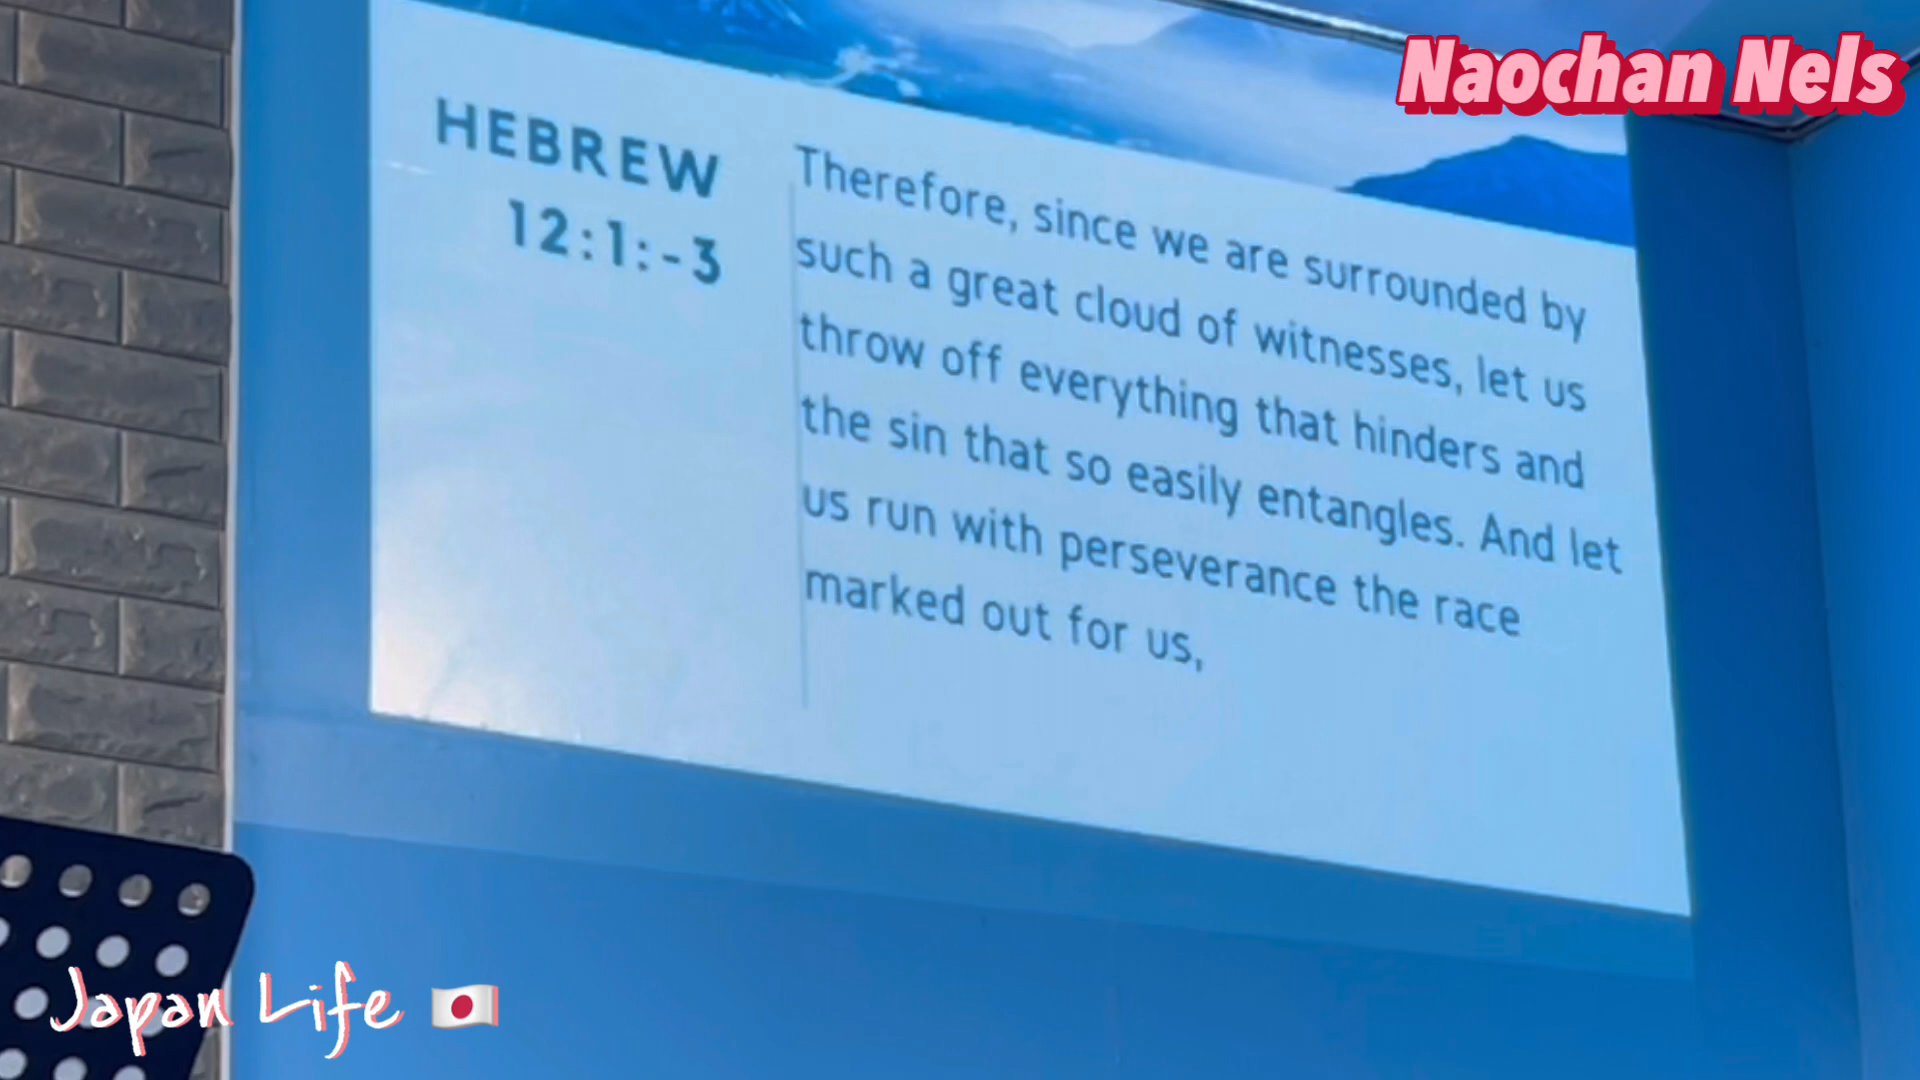 Naochan Nels
HEBREW
12:1:-3
Therefore, since we are surrounded by
such a great cloud of witnesses, let us
throw off everything that hinders and
the sin that so easily entangles. And let
us run with perseverance the race
marked out for us,
Japan Life 🇯🇵